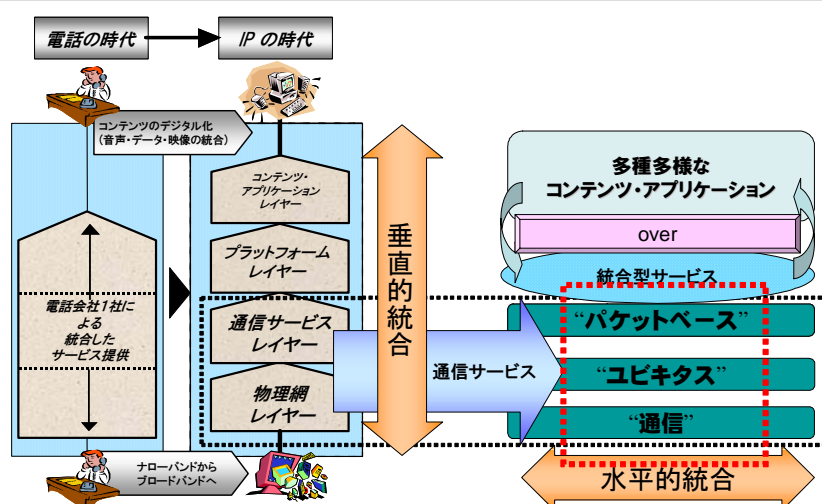 電話の時代
IP の時代
コンテンツのデジタル化
(音声・データ・映像の統合)
コンテンツ・
アプリケーション
レイヤー
プラットフォーム
レイヤー
通信サービス
レイヤー
物理網
レイヤー
電話会社1社に
よる
統合した
サービス提供
ナローバンドから
ブロードバンドへ
垂直的統合
通信サービス
多種多様な
コンテンツ・アプリケーション
over
統合型サービス
“パケットベース”
“ユビキタス”
“通信”
水平的統合